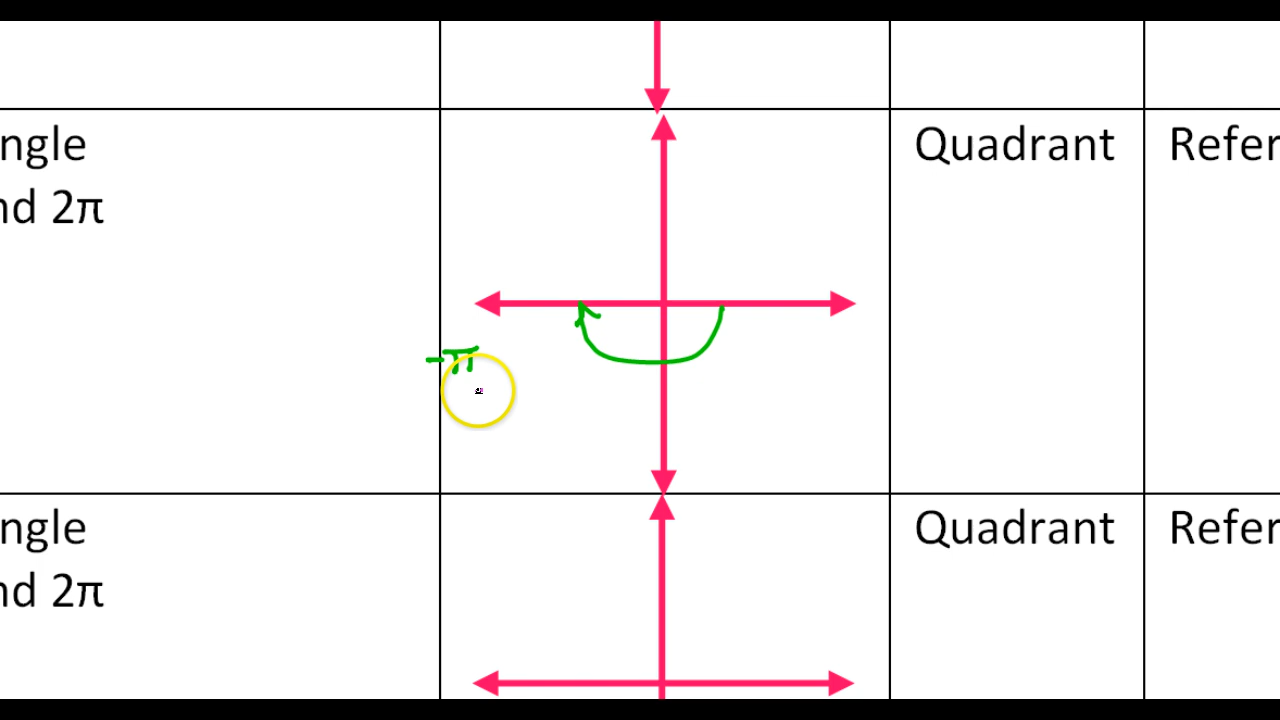 ngle
nd 2π
Quadrant
Refer
-π
ngle
nd 2π
Quadrant
Refer